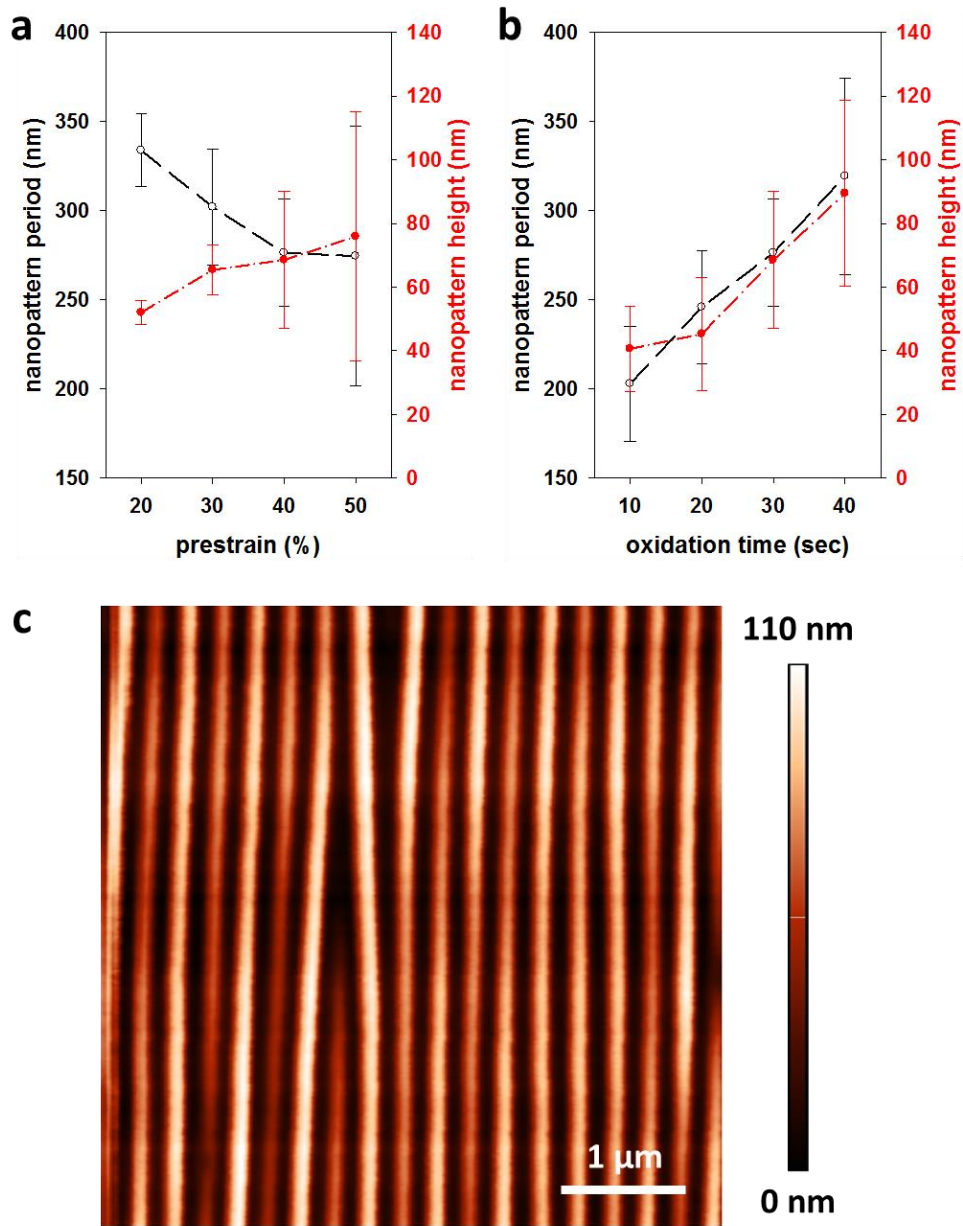 a
400
350
300
250
200
150
nanopattern period (nm)
140
120
100
80
60
40
20
0
nanopattern height (nm)
20 30 40 50
prestrain (%)
b
400
350
300
250
200
150
nanopattern period (nm)
140
120
100
80
60
40
20
0
nanopattern height (nm)
10 20 30 40
oxidation time (sec)
c
110 nm
0 nm
1 µm